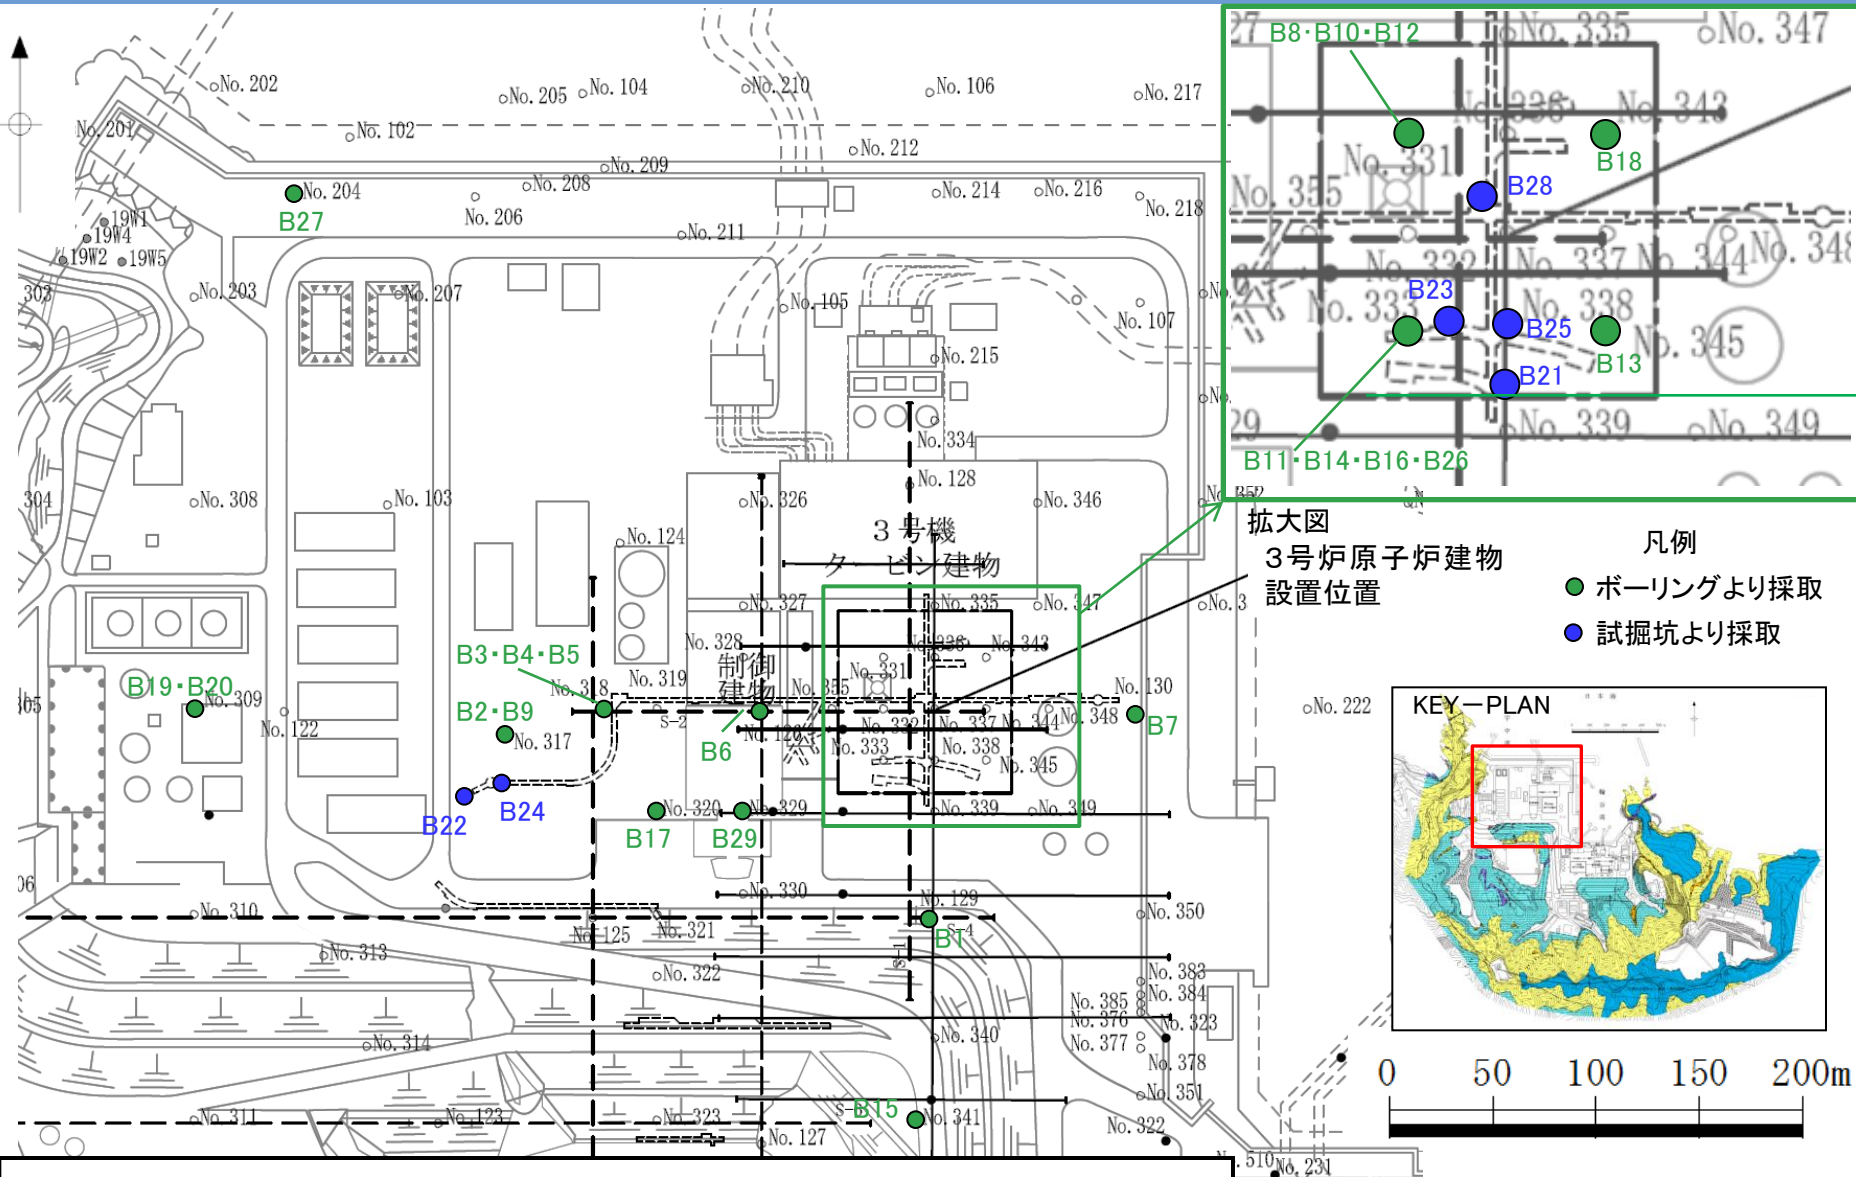 No. 202
No. 205
No. 104
No. 210
No. 106
No. 217
No. 201
No. 102
No. 212
No. 209
No. 204
No. 208
No. 214
No. 216
B27
No. 206
No. 218
19W1
19W4
No. 211
19W2
19W5
303
No. 203
No. 207
No. 105
No. 107
No. 215
No. 334
304
No. 308
No. 103
No. 326
No. 128
No. 346
No. 124
3号機
タービン建物
No. 327
No. 335
No. 347
No. 328
No. 336
No. 343
B3・B4・B5
制御
建物
No. 331
B19・B20
No. 309
No. 318
No. 319
No. 355
No. 130
305
No. 122
B2・B9
No. 317
S-2
B6
No. 332
No. 337
No. 344
No. 348
B7
No. 222
No. 333
No. 338
No. 345
B22
B24
B17
No. 320
B29
No. 329
No. 339
No. 349
06
No. 310
No. 330
No. 129
No. 350
No. 125
No. 321
B1
S-4
S-1
No. 313
No. 322
No. 383
No. 384
No. 385
No. 376
No. 323
No. 377
No. 314
No. 340
No. 378
No. 351
No. 311
No. 123
No. 323
B15
No. 341
No. 127
No. 322
No. 231
B8・B10・B12
No. 335
No. 347
No. 336
No. 343
No. 331
B18
No. 355
B28
No. 332
No. 337
No. 344
No. 348
B23
No. 333
No. 338
B25
No. 345
B13
B21
29
No. 339
No. 349
B11・B14・B16・B26
拡大図
3号炉原子炉建物
設置位置
凡例
ボーリングより採取
試掘坑より採取
KEY－PLAN
0 50 100 150 200m